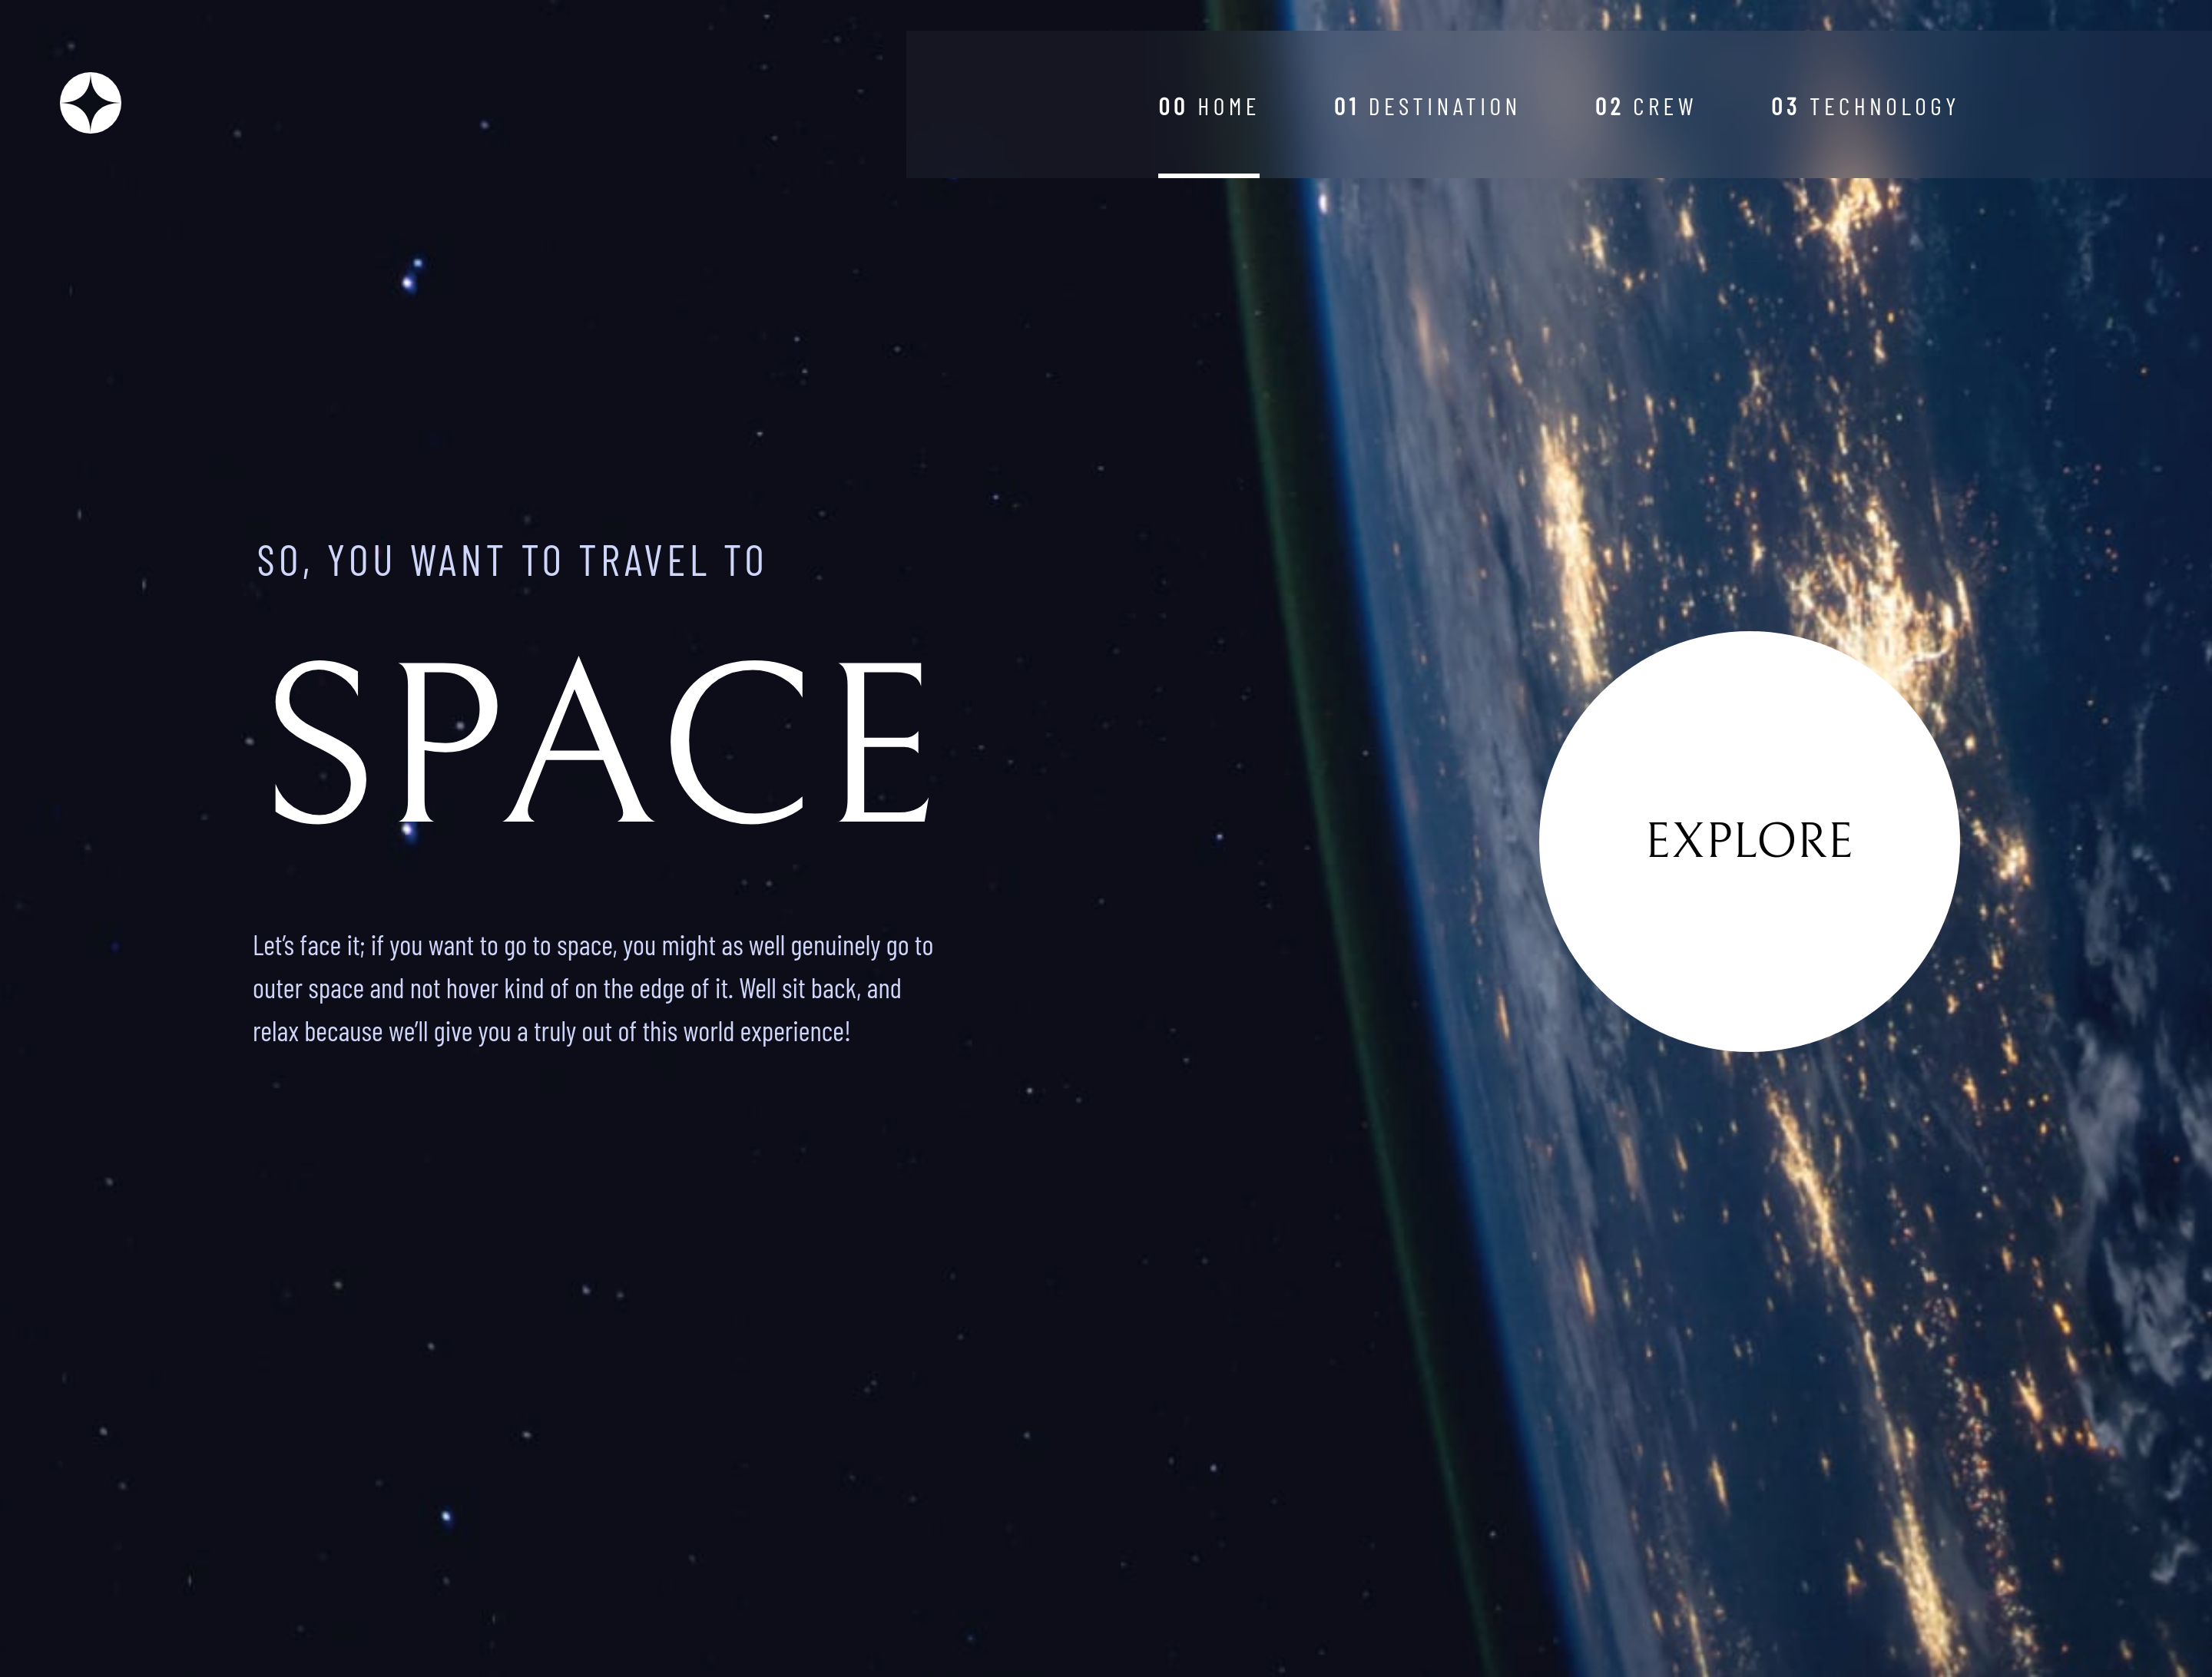 00 HOME 01 DESTINATION 02 CREW 03 TECHNOLOGY
SO, YOU WANT TO TRAVEL TO
SPACE
Let’s face it; if you want to go to space, you might as well genuinely go to
outer space and not hover kind of on the edge of it. Well sit back, and
relax because we’ll give you a truly out of this world experience!
EXPLORE